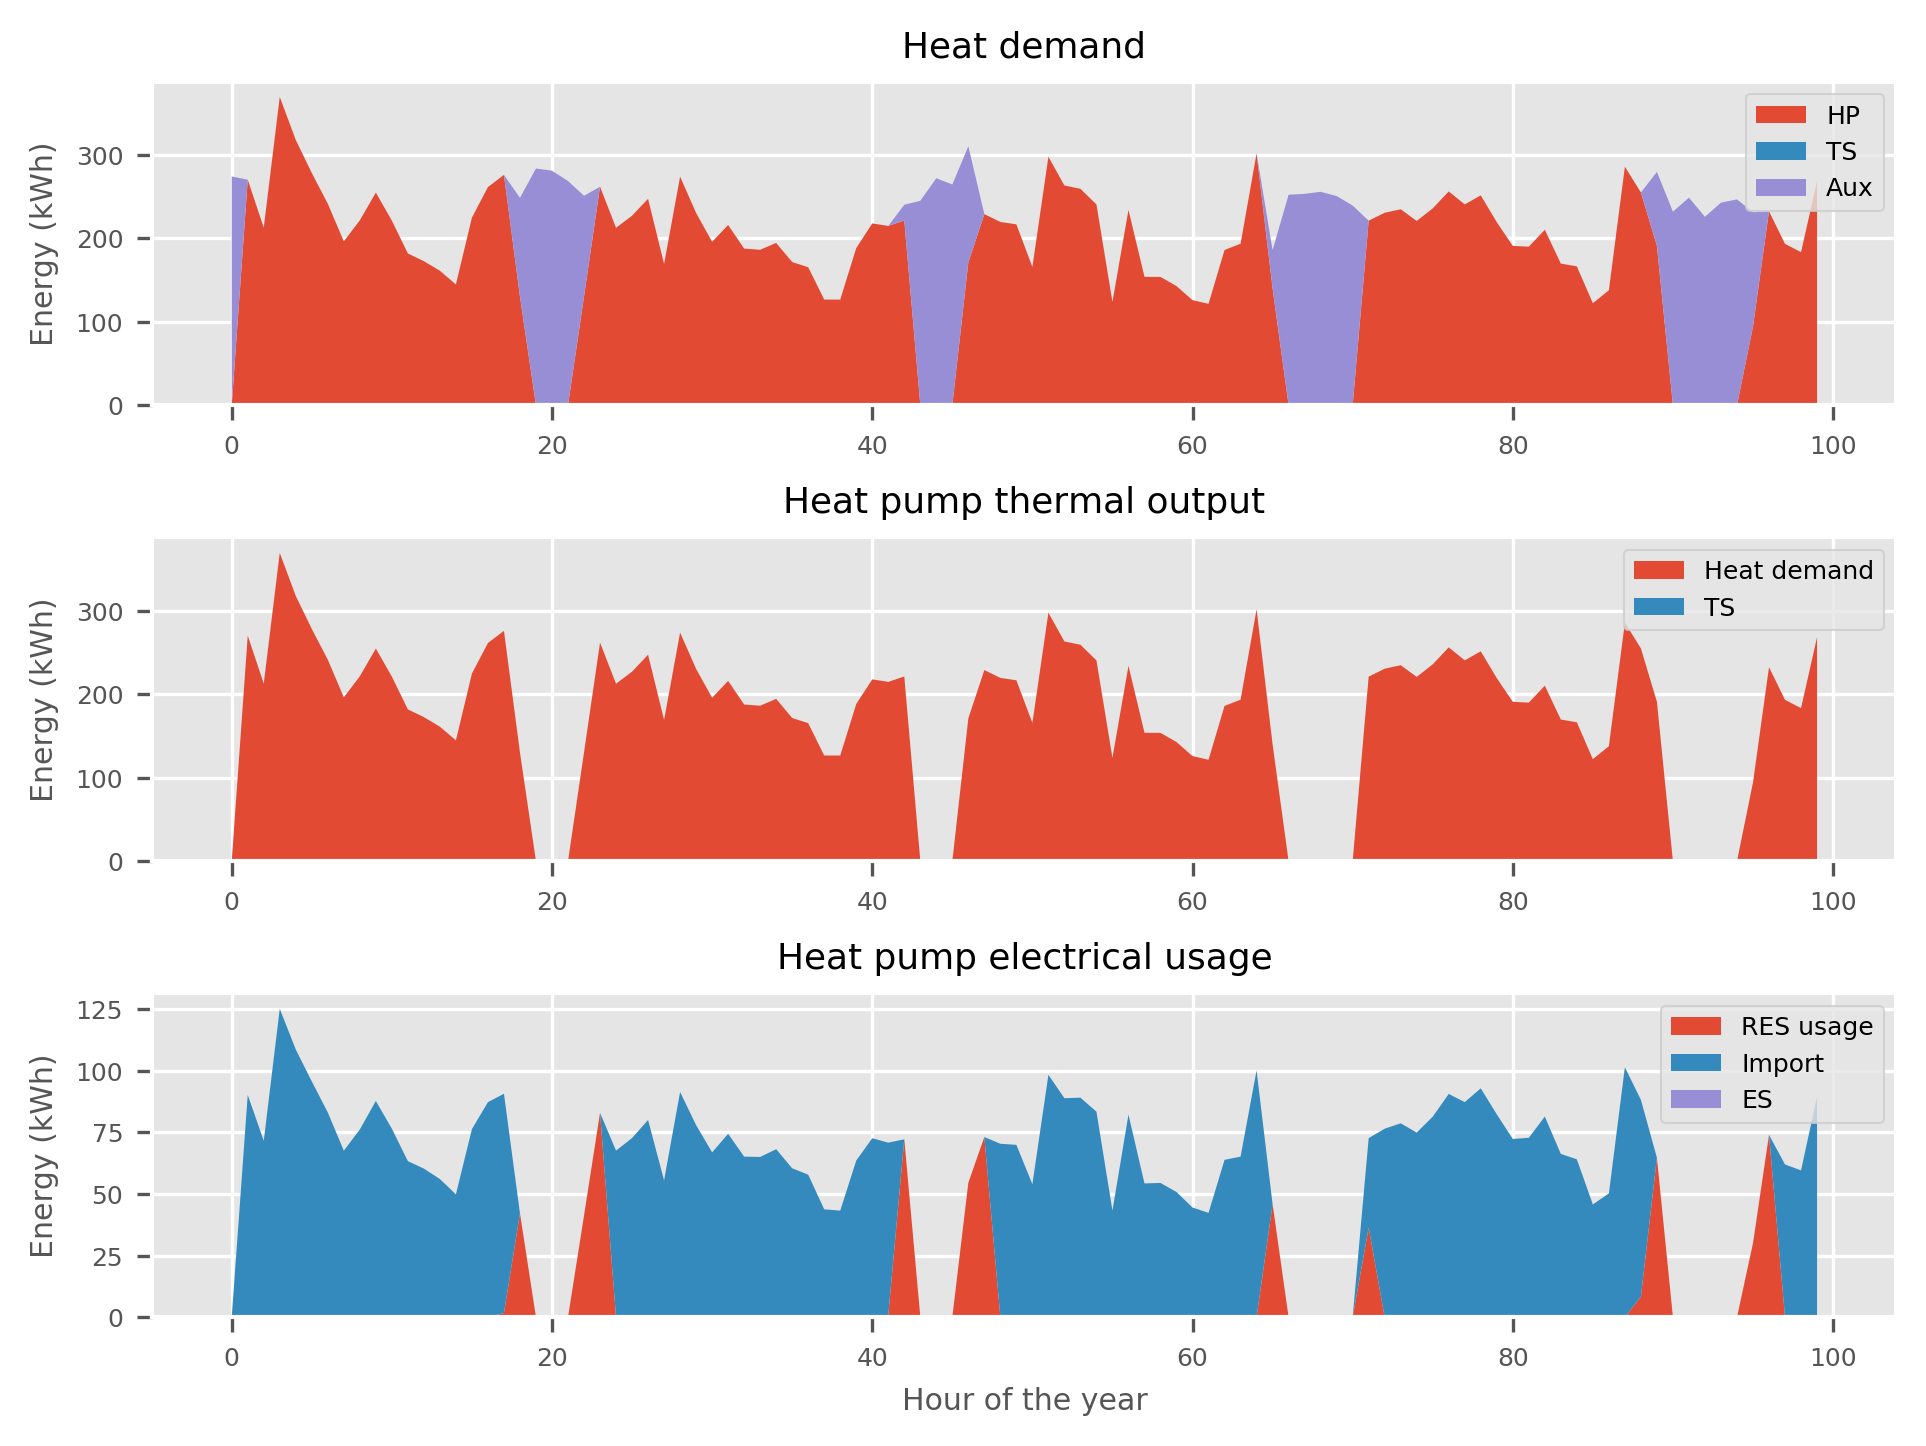 Heat demand
Energy (kWh)
300
200
100
0
HP
TS
Aux
0 20 40 60 80 100
Heat pump thermal output
Energy (kWh)
300
200
100
0
Heat demand
TS
0 20 40 60 80 100
Heat pump electrical usage
Energy (kWh)
125
100
75
50
25
0
RES usage
Import
ES
0 20 40 60 80 100
Hour of the year